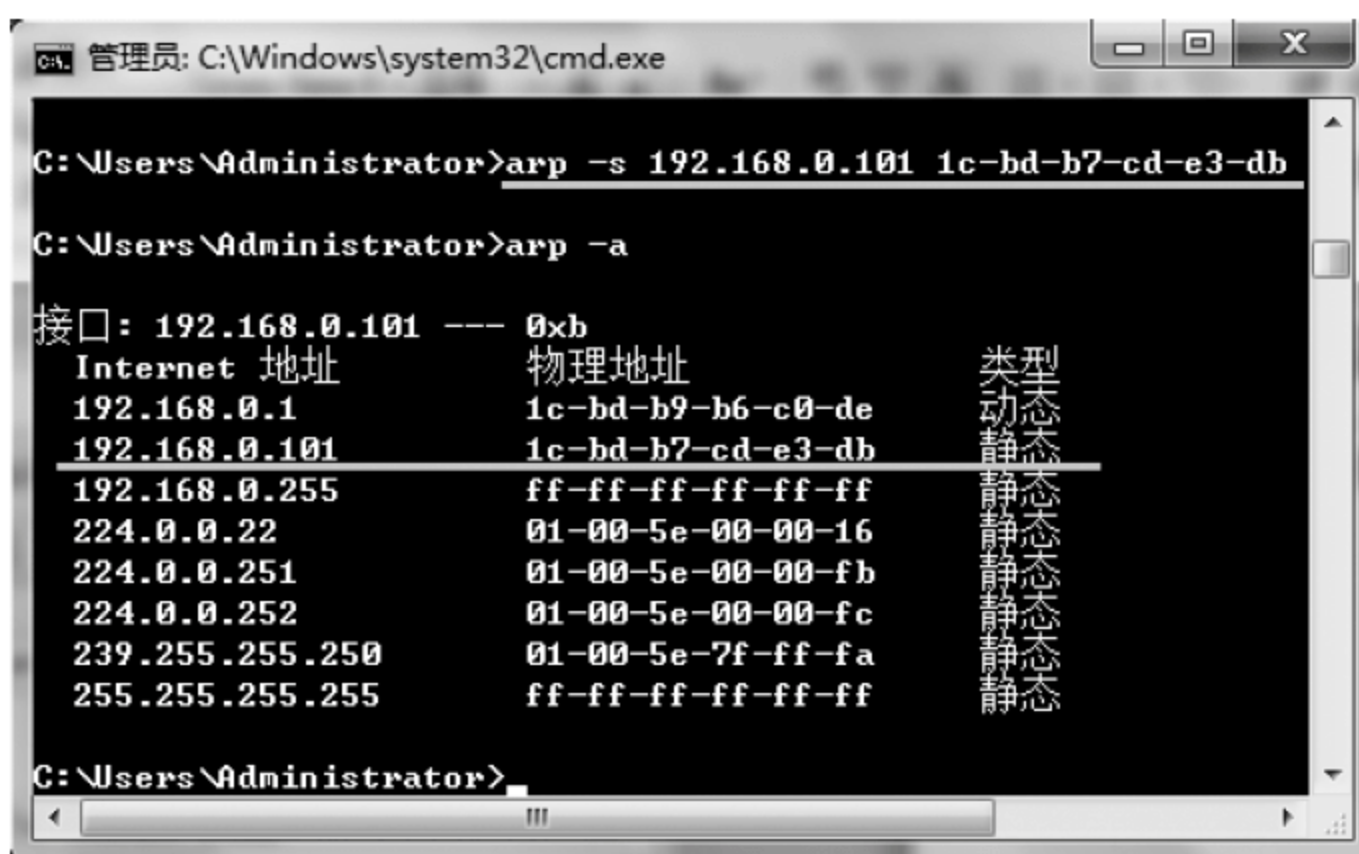 管理员: C:\Windows\system32\cmd.exe
C:\Users\Administrator>arp -s 192.168.0.101 1c-bd-b7-cd-e3-db
C:\Users\Administrator>arp -a
接口: 192.168.0.101 --- 0xb
Internet 地址 物理地址 类型
192.168.0.1 1c-bd-b9-b6-c0-de 动态
192.168.0.101 1c-bd-b7-cd-e3-db 静态
192.168.0.255 ff-ff-ff-ff-ff-ff 静态
224.0.0.22 01-00-5e-00-00-16 静态
224.0.0.251 01-00-5e-00-00-fb 静态
224.0.0.252 01-00-5e-00-00-fc 静态
239.255.255.250 01-00-5e-7f-ff-fa 静态
255.255.255.255 ff-ff-ff-ff-ff-ff 静态
C:\Users\Administrator>